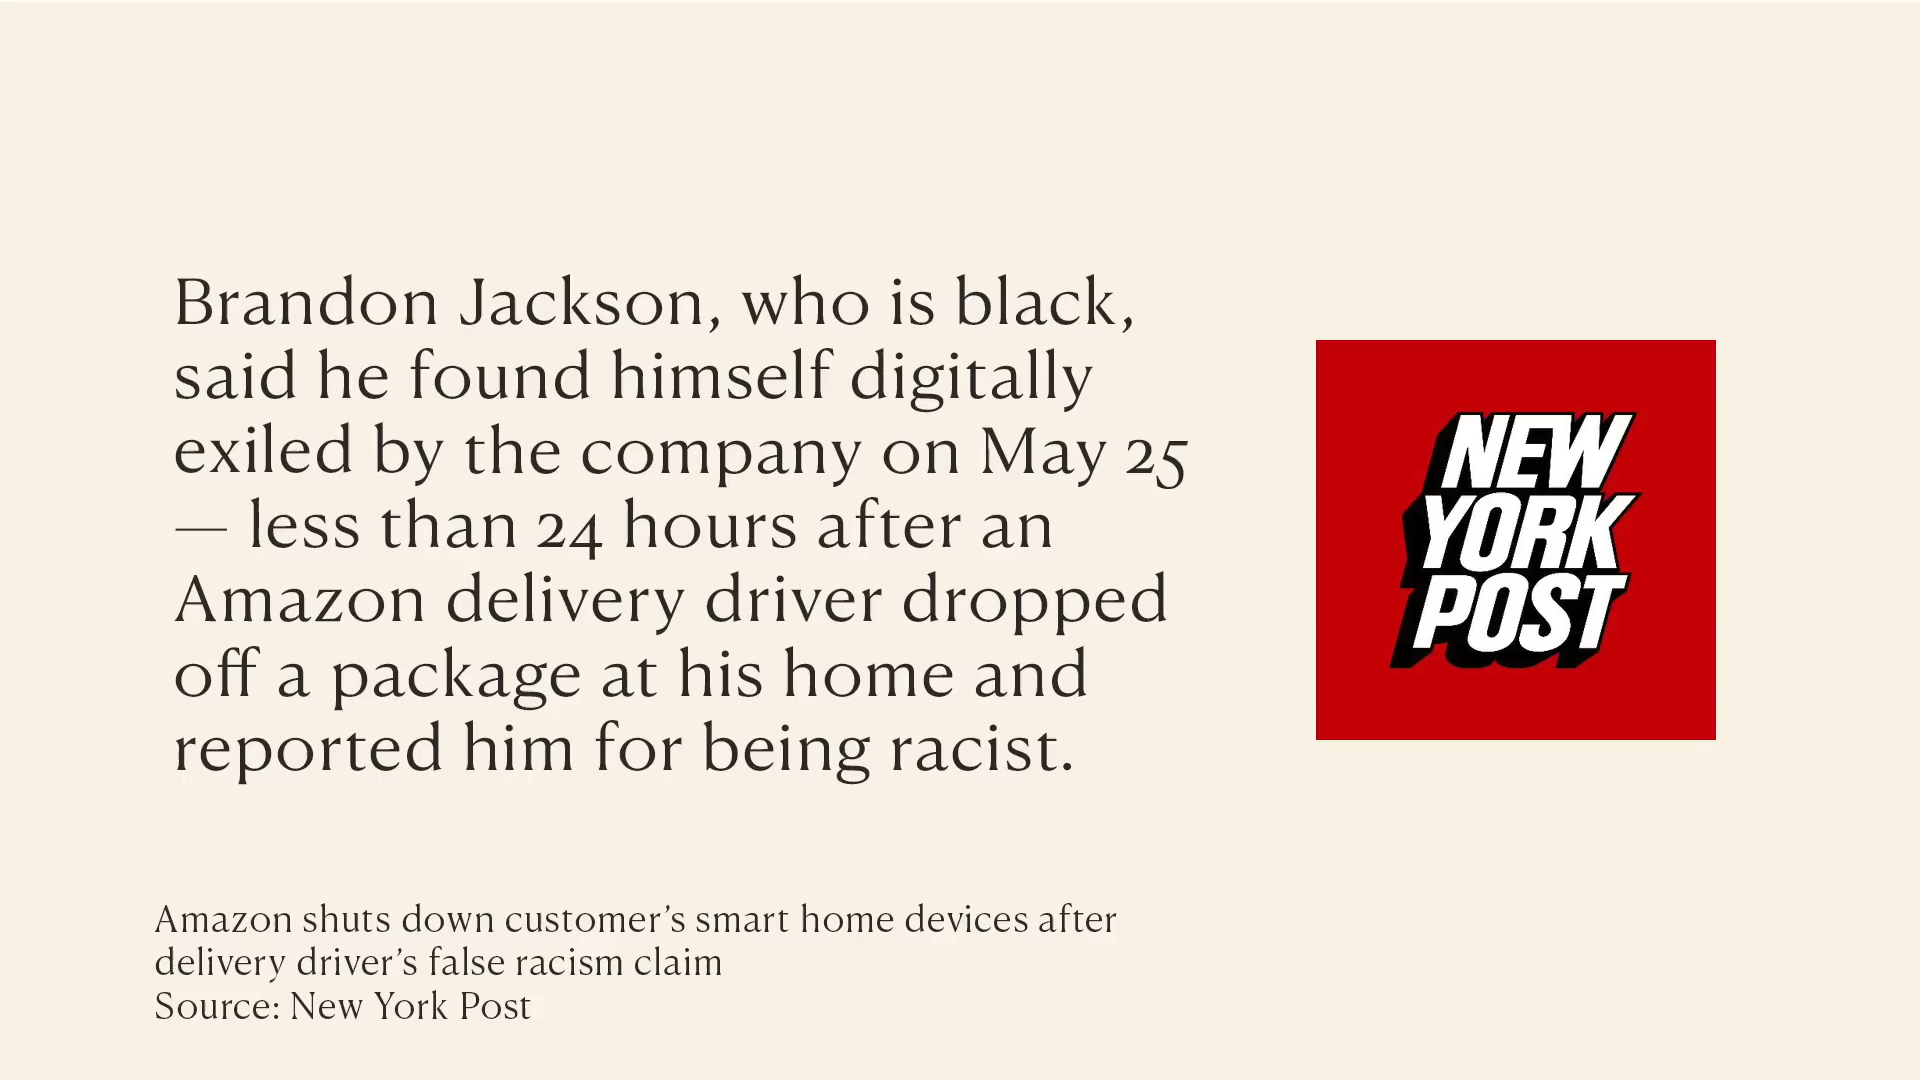 Brandon Jackson, who is black,
said he found himself digitally
exiled by the company on May 25
— less than 24 hours after an
Amazon delivery driver dropped
off a package at his home and
reported him for being racist.
NEW
YORK
POST
Amazon shuts down customer’s smart home devices after
delivery driver’s false racism claim
Source: New York Post